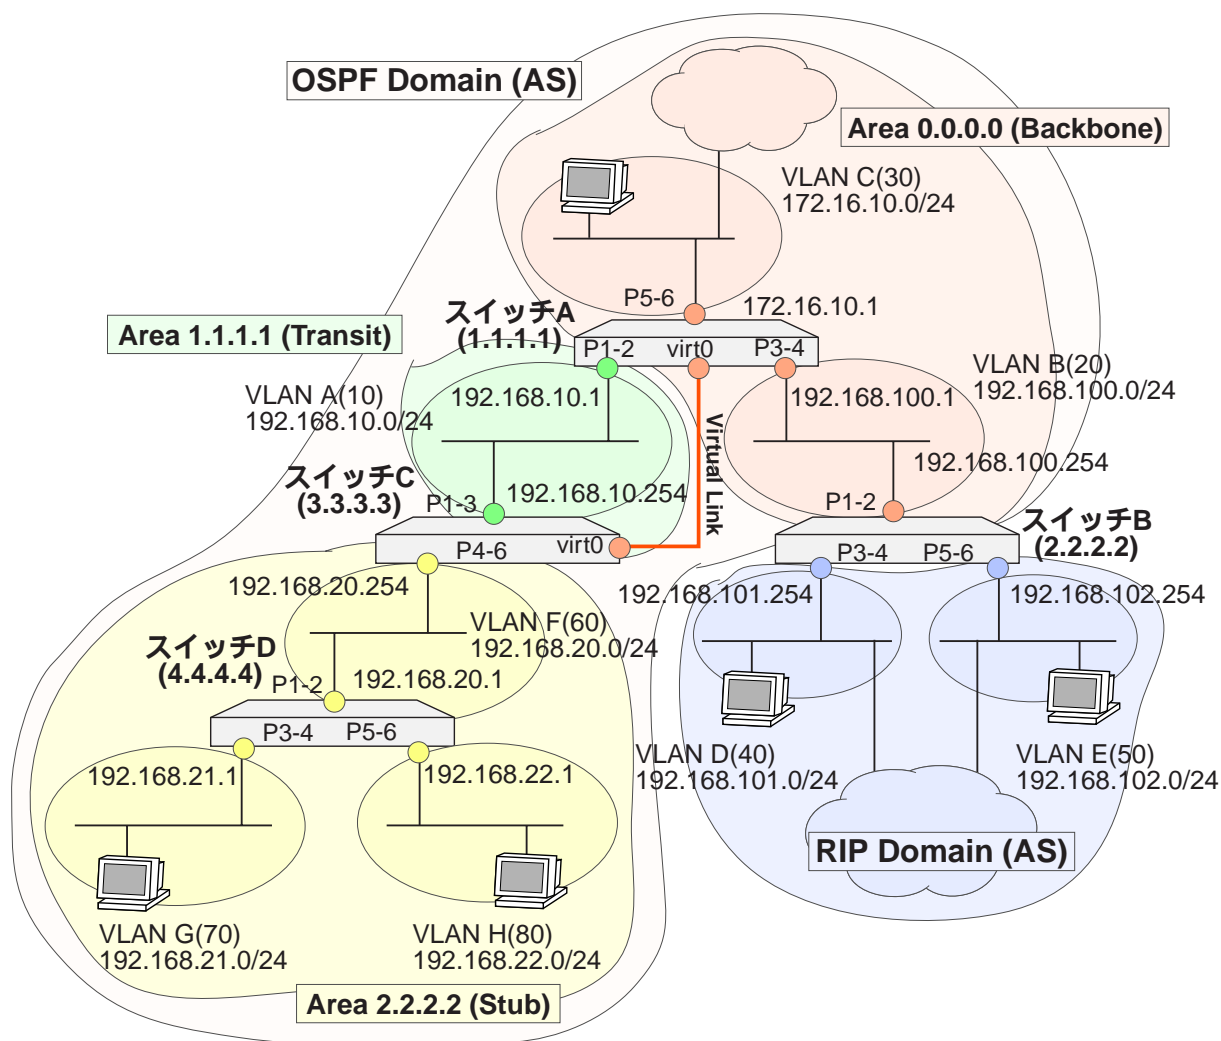 OSPF Domain (AS)
Area 0.0.0.0 (Backbone)
VLAN C(30)
172.16.10.0/24
P5-6
172.16.10.1
スイッチA
(1.1.1.1)
Area 1.1.1.1 (Transit)
P1-2
virt0
P3-4
VLAN A(10)
192.168.10.0/24
192.168.10.1
192.168.100.1
VLAN B(20)
192.168.100.0/24
Virtual Link
192.168.100.254
スイッチC
(3.3.3.3)
P1-3
192.168.10.254
P1-2
スイッチB
(2.2.2.2)
P4-6
virt0
P3-4
P5-6
192.168.20.254
192.168.101.254
192.168.102.254
VLAN F(60)
192.168.20.0/24
スイッチD
(4.4.4.4)
P1-2
192.168.20.1
P3-4
P5-6
192.168.21.1
192.168.22.1
VLAN D(40)
192.168.101.0/24
VLAN E(50)
192.168.102.0/24
RIP Domain (AS)
VLAN G(70)
192.168.21.0/24
VLAN H(80)
192.168.22.0/24
Area 2.2.2.2 (Stub)